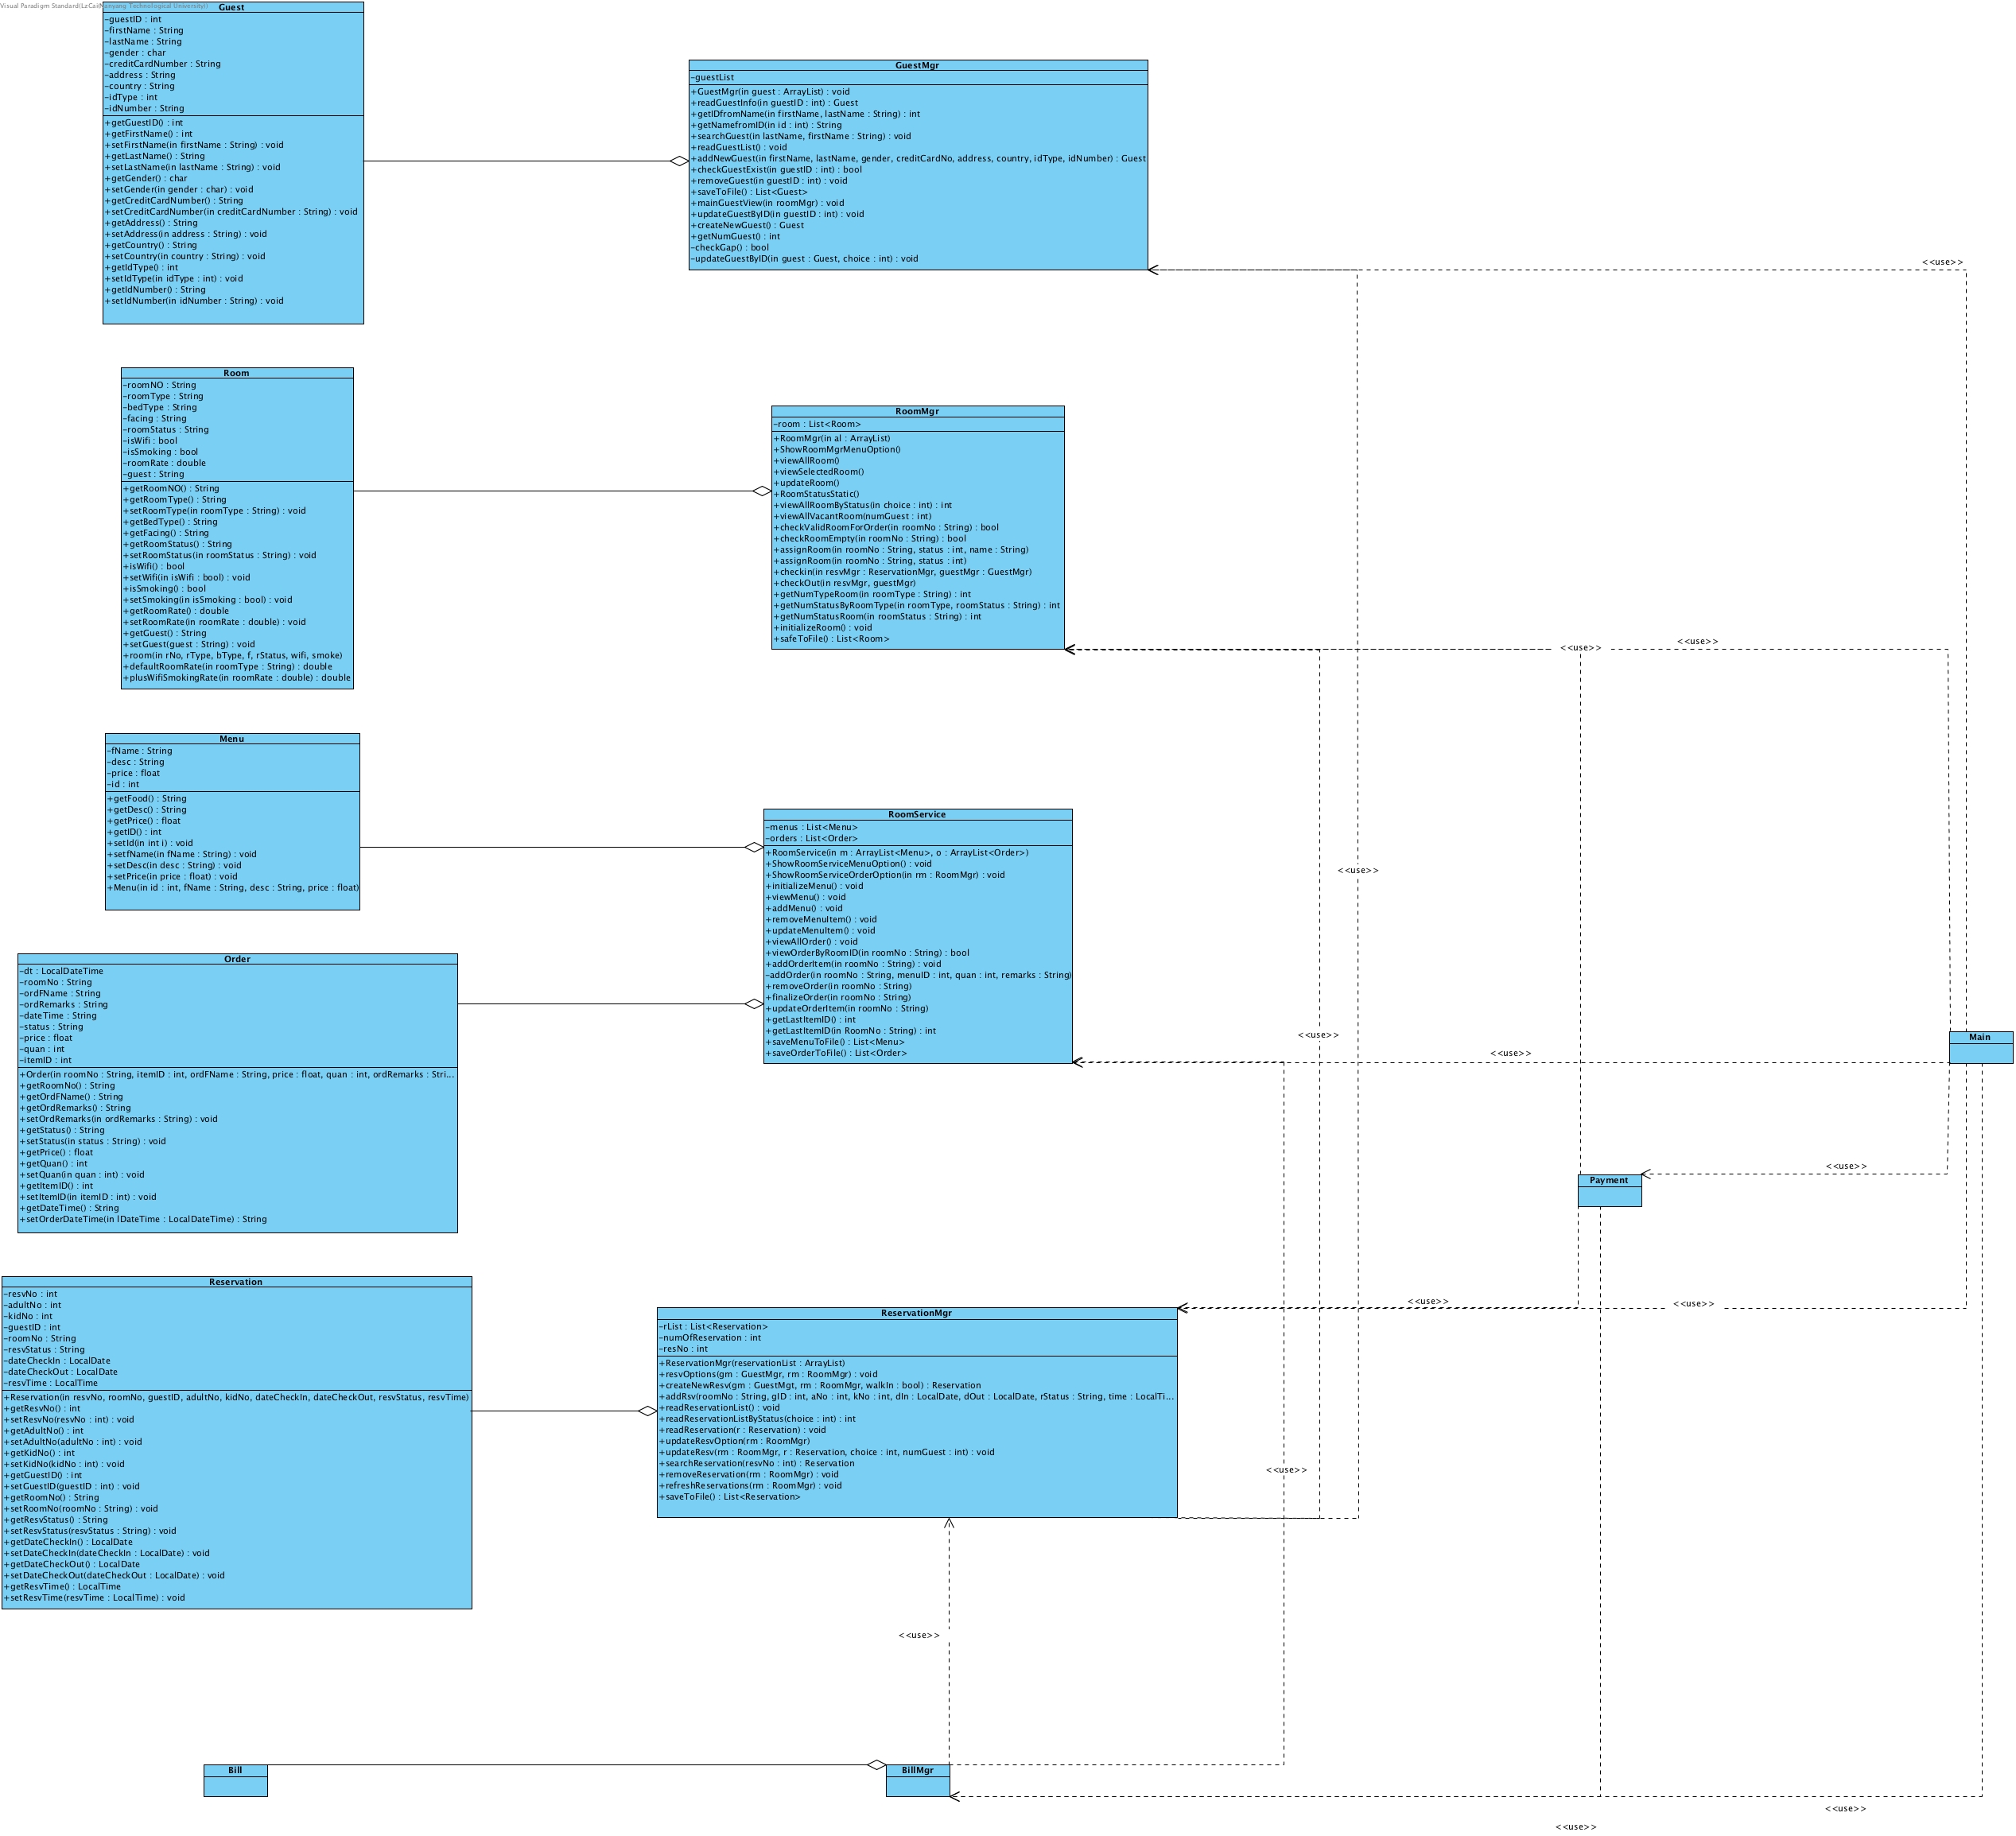 Visual Paradigm Standard(LzCai(Nanyang Technological University))
Guest
-guestID : int
-firstName : String
-lastName : String
-gender : char
-creditCardNumber : String
-address : String
-country : String
-idType : int
-idNumber : String
+getGuestID() : int
+getFirstName() : int
+setFirstName(in firstName : String) : void
+getLastName() : String
+setLastName(in lastName : String) : void
+getGender() : char
+setGender(in gender : char) : void
+getCreditCardNumber() : String
+setCreditCardNumber(in creditCardNumber : String) : void
+getAddress() : String
+setAddress(in address : String) : void
+getCountry() : String
+setCountry(in country : String) : void
+getIdType() : int
+setIdType(in idType : int) : void
+getIdNumber() : String
+setIdNumber(in idNumber : String) : void
GuestMgr
-guestList
+GuestMgr(in guest : ArrayList) : void
+readGuestInfo(in guestID : int) : Guest
+getIDfromName(in firstName, lastName : String) : int
+getNamefromID(in id : int) : String
+searchGuest(in lastName, firstName : String) : void
+readGuestList() : void
+addNewGuest(in firstName, lastName, gender, creditCardNo, address, country, idType, idNumber) : Guest
+checkGuestExist(in guestID : int) : bool
+removeGuest(in guestID : int) : void
+saveToFile() : List<Guest>
+mainGuestView(in roomMgr) : void
+updateGuestByID(in guestID : int) : void
+createNewGuest() : Guest
+getNumGuest() : int
-checkGap() : bool
-updateGuestByID(in guest : Guest, choice : int) : void
<<use>>
Room
-roomNO : String
-roomType : String
-bedType : String
-facing : String
-roomStatus : String
-isWifi : bool
-isSmoking : bool
-roomRate : double
-guest : String
+getRoomNO() : String
+getRoomType() : String
+setRoomType(in roomType : String) : void
+getBedType() : String
+getFacing() : String
+getRoomStatus() : String
+setRoomStatus(in roomStatus : String) : void
+isWifi() : bool
+setWifi(in isWifi : bool) : void
+isSmoking() : bool
+setSmoking(in isSmoking : bool) : void
+getRoomRate() : double
+setRoomRate(in roomRate : double) : void
+getGuest() : String
+setGuest(guest : String) : void
+room(in rNo, rType, bType, f, rStatus, wifi, smoke)
+defaultRoomRate(in roomType : String) : double
+plusWifiSmokingRate(in roomRate : double) : double
RoomMgr
-room : List<Room>
+RoomMgr(in al : ArrayList)
+ShowRoomMgrMenuOption()
+viewAllRoom()
+viewSelectedRoom()
+updateRoom()
+RoomStatusStatic()
+viewAllRoomByStatus(in choice : int) : int
+viewAllVacantRoom(numGuest : int)
+checkValidRoomForOrder(in roomNo : String) : bool
+checkRoomEmpty(in roomNo : String) : bool
+assignRoom(in roomNo : String, status : int, name : String)
+assignRoom(in roomNo : String, status : int)
+checkin(in resvMgr : ReservationMgr, guestMgr : GuestMgr)
+checkOut(in resvMgr, guestMgr)
+getNumTypeRoom(in roomType : String) : int
+getNumStatusByRoomType(in roomType, roomStatus : String) : int
+getNumStatusRoom(in roomStatus : String) : int
+initializeRoom() : void
+safeToFile() : List<Room>
<<use>>
<<use>>
Menu
-fName : String
-desc : String
-price : float
-id : int
+getFood() : String
+getDesc() : String
+getPrice() : float
+getID() : int
+setId(in int i) : void
+setfName(in fName : String) : void
+setDesc(in desc : String) : void
+setPrice(in price : float) : void
+Menu(in id : int, fName : String, desc : String, price : float)
RoomService
-menus : List<Menu>
-orders : List<Order>
+RoomService(in m : ArrayList<Menu>, o : ArrayList<Order>)
+ShowRoomServiceMenuOption() : void
+ShowRoomServiceOrderOption(in rm : RoomMgr) : void
+initializeMenu() : void
+viewMenu() : void
+addMenu() : void
+removeMenuItem() : void
+updateMenuItem() : void
+viewAllOrder() : void
+viewOrderByRoomID(in roomNo : String) : bool
+addOrderItem(in roomNo : String) : void
-addOrder(in roomNo : String, menuID : int, quan : int, remarks : String)
+removeOrder(in roomNo : String)
+finalizeOrder(in roomNo : String)
+updateOrderItem(in roomNo : String)
+getLastItemID() : int
+getLastItemID(in RoomNo : String) : int
+saveMenuToFile() : List<Menu>
+saveOrderToFile() : List<Order>
<<use>>
<<use>>
<<use>>
Main
Order
-dt : LocalDateTime
-roomNo : String
-ordFName : String
-ordRemarks : String
-dateTime : String
-status : String
-price : float
-quan : int
-itemID : int
+Order(in roomNo : String, itemID : int, ordFName : String, price : float, quan : int, ordRemarks : Stri...
+getRoomNo() : String
+getOrdFName() : String
+getOrdRemarks() : String
+setOrdRemarks(in ordRemarks : String) : void
+getStatus() : String
+setStatus(in status : String) : void
+getPrice() : float
+getQuan() : int
+setQuan(in quan : int) : void
+getItemID() : int
+setItemID(in itemID : int) : void
+getDateTime() : String
+setOrderDateTime(in lDateTime : LocalDateTime) : String
<<use>>
Payment
Reservation
-resvNo : int
-adultNo : int
-kidNo : int
-guestID : int
-roomNo : String
-resvStatus : String
-dateCheckIn : LocalDate
-dateCheckOut : LocalDate
-resvTime : LocalTime
+Reservation(in resvNo, roomNo, guestID, adultNo, kidNo, dateCheckIn, dateCheckOut, resvStatus, resvTime)
+getResvNo() : int
+setResvNo(resvNo : int) : void
+getAdultNo() : int
+setAdultNo(adultNo : int) : void
+getKidNo() : int
+setKidNo(kidNo : int) : void
+getGuestID() : int
+setGuestID(guestID : int) : void
+getRoomNo() : String
+setRoomNo(roomNo : String) : void
+getResvStatus() : String
+setResvStatus(resvStatus : String) : void
+getDateCheckIn() : LocalDate
+setDateCheckIn(dateCheckIn : LocalDate) : void
+getDateCheckOut() : LocalDate
+setDateCheckOut(dateCheckOut : LocalDate) : void
+getResvTime() : LocalTime
+setResvTime(resvTime : LocalTime) : void
ReservationMgr
-rList : List<Reservation>
-numOfReservation : int
-resNo : int
+ReservationMgr(reservationList : ArrayList)
+resvOptions(gm : GuestMgr, rm : RoomMgr) : void
+createNewResv(gm : GuestMgt, rm : RoomMgr, walkIn : bool) : Reservation
+addRsv(roomNo : String, gID : int, aNo : int, kNo : int, dIn : LocalDate, dOut : LocalDate, rStatus : String, time : LocalTi...
+readReservationList() : void
+readReservationListByStatus(choice : int) : int
+readReservation(r : Reservation) : void
+updateResvOption(rm : RoomMgr)
+updateResv(rm : RoomMgr, r : Reservation, choice : int, numGuest : int) : void
+searchReservation(resvNo : int) : Reservation
+removeReservation(rm : RoomMgr) : void
+refreshReservations(rm : RoomMgr) : void
+saveToFile() : List<Reservation>
<<use>>
<<use>>
<<use>>
<<use>>
Bill
BillMgr
<<use>>
<<use>>